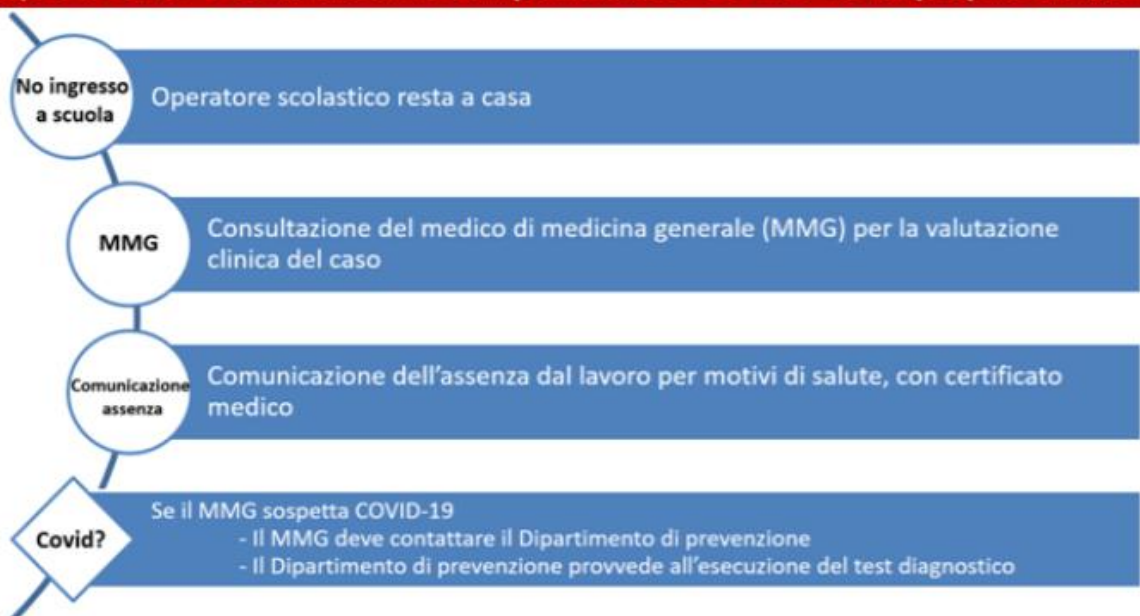 No ingresso
a scuola
Operatore scolastico resta a casa
MMG
Consultazione del medico di medicina generale (MMG) per la valutazione
clinica del caso
Comunicazione
assenza
Comunicazione dell'assenza dal lavoro per motivi di salute, con certificato
medico
Covid?
Se il MMG sospetta COVID-19
- Il MMG deve contattare il Dipartimento di prevenzione
- Il Dipartimento di prevenzione provvede all'esecuzione del test diagnostico